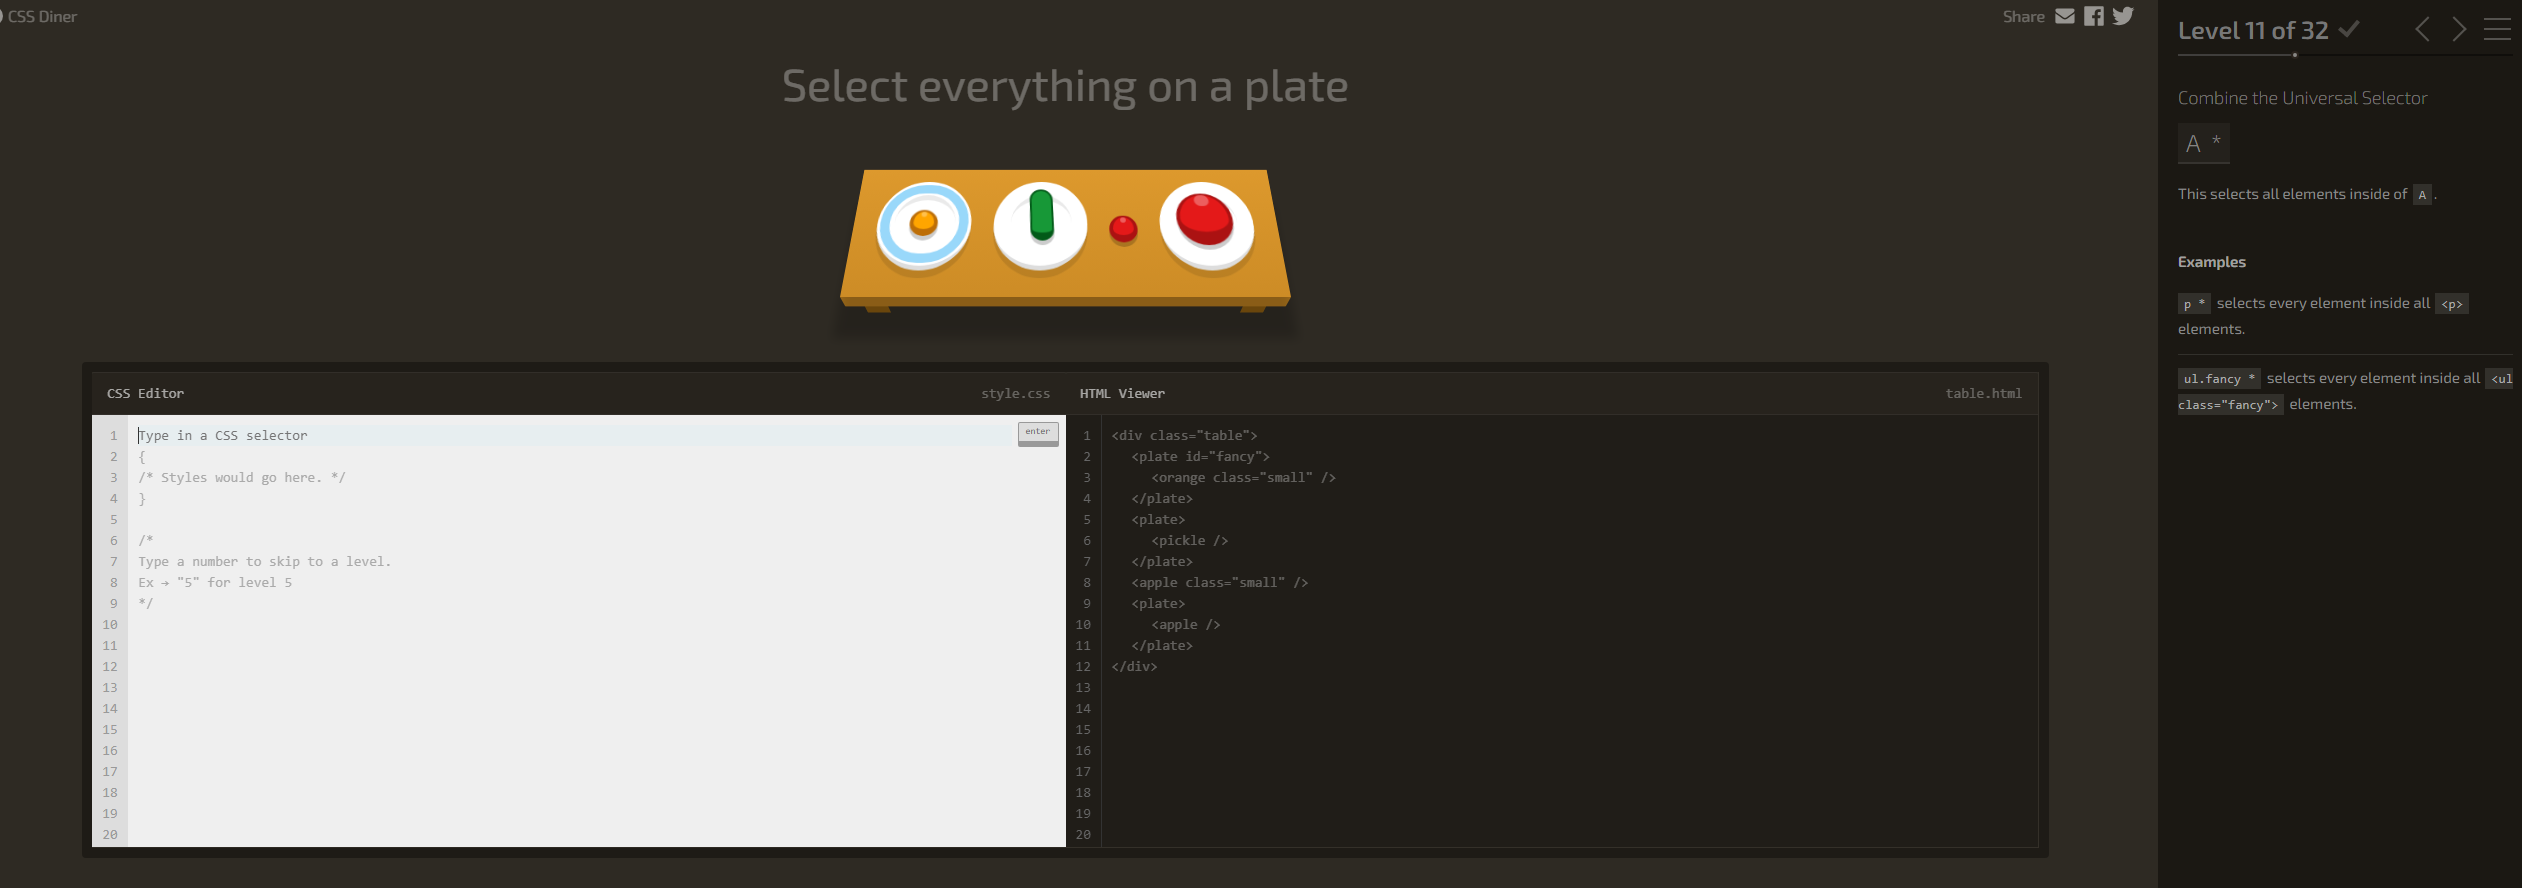 CSS Diner
Share
Select everything on a plate
CSS Editor
style.css
1 Type in a CSS selector
enter
2 {
3 /* Styles would go here. */
4 }
5
6 /*
7 Type a number to skip to a level.
8 Ex → "5" for level 5
9 */
10
11
12
13
14
15
16
17
18
19
20
HTML Viewer
table.html
1 <div class="table">
2 <plate id="fancy">
3 <orange class="small" />
4 </plate>
5 <plate>
6 <pickle />
7 </plate>
8 <apple class="small" />
9 <plate>
10 <apple />
11 </plate>
12 </div>
13
14
15
16
17
18
19
20
Level 11 of 32
Combine the Universal Selector
A *
This selects all elements inside of A.
Examples
p * selects every element inside all <p>
elements.
ul.fancy * selects every element inside all <ul
class="fancy"> elements.